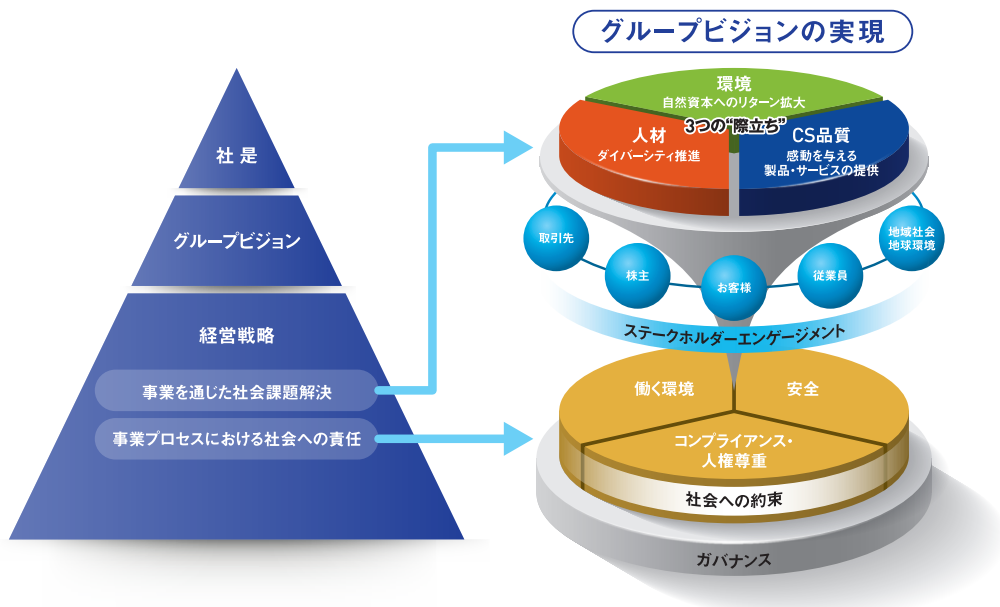 グループビジョンの実現
社是
グループビジョン
経営戦略
事業を通じた社会課題解決
事業プロセスにおける社会への責任
環境
自然資本へのリターン拡大
3つの“際立ち”
人材
ダイバーシティ推進
CS品質
感動を与える
製品・サービスの提供
取引先
株主
お客様
従業員
地域社会
地球環境
ステークホルダーエンゲージメント
働く環境
安全
コンプライアンス・
人権尊重
社会への約束
ガバナンス